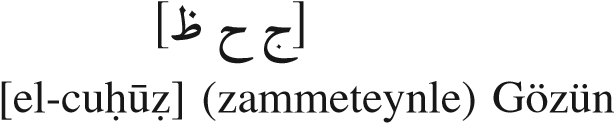 [ج ح ظ]
[el-cuḥūẓ] (zammeteynle) Gözün